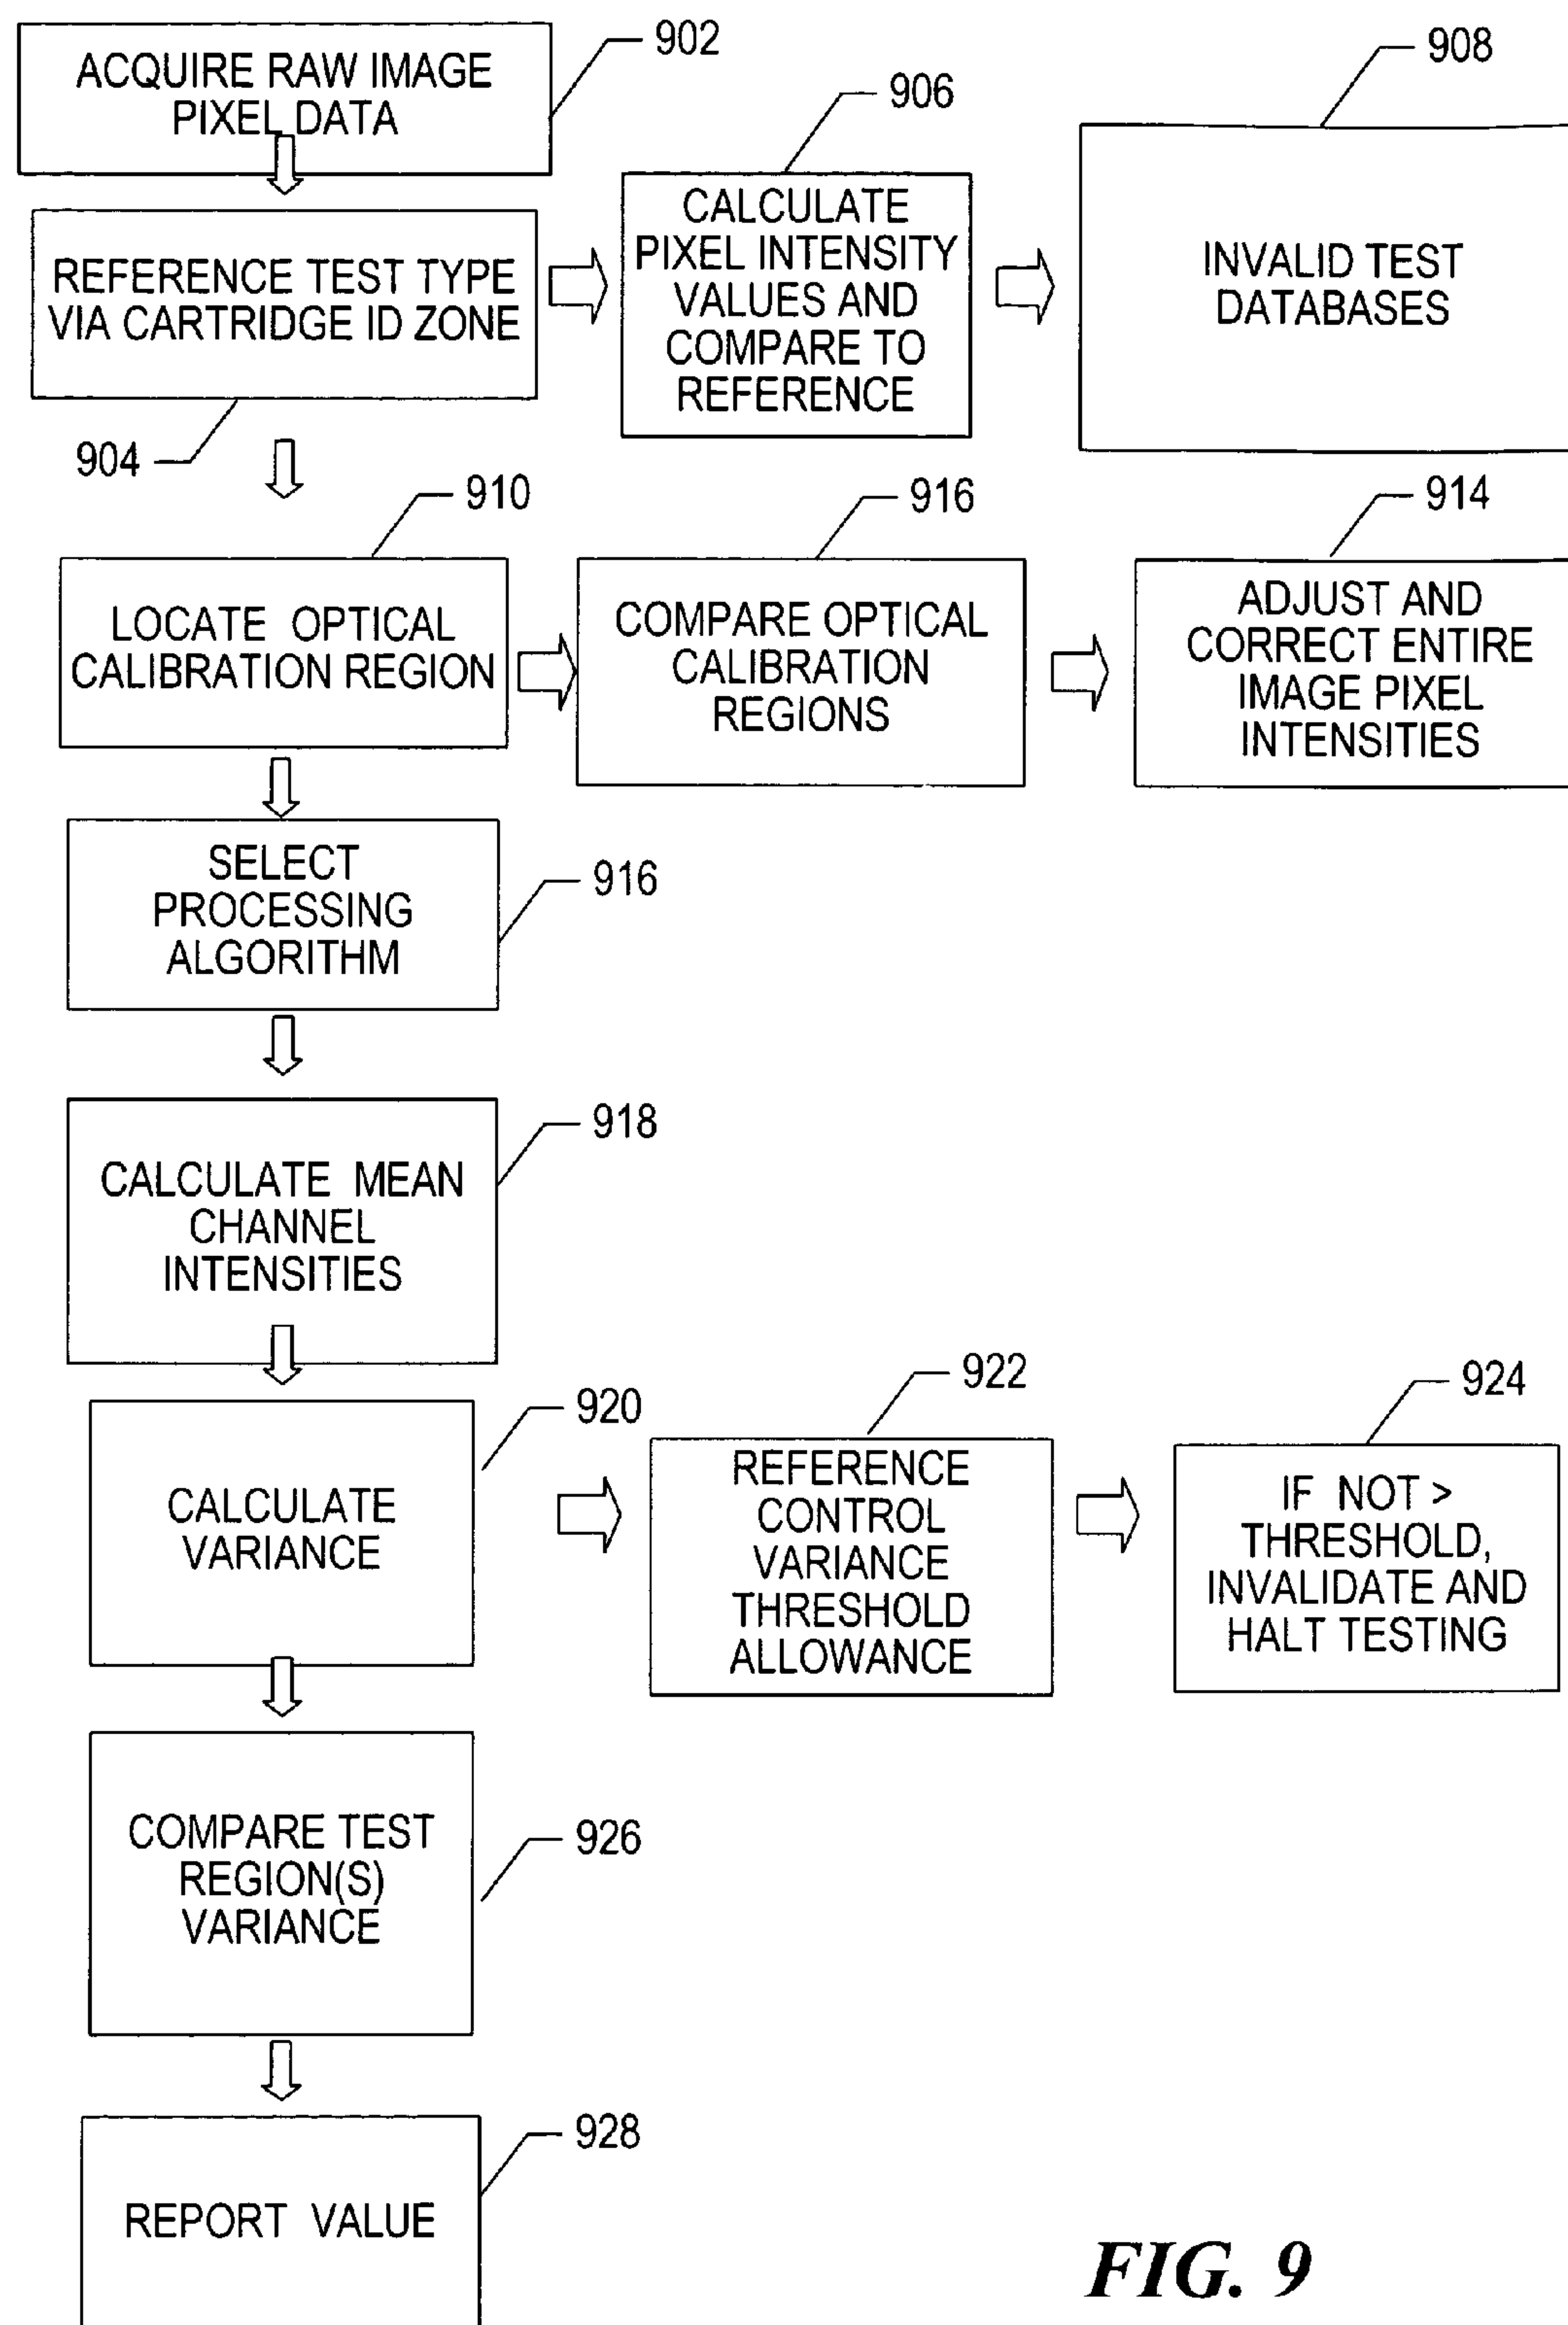 902
ACQUIRE RAW IMAGE
PIXEL DATA
906
908
REFERENCE TEST TYPE
VIA CARTRIDGE ID ZONE
904
CALCULATE
PIXEL INTENSITY
VALUES AND
COMPARE TO
REFERENCE
INVALID TEST
DATABASES
910
LOCATE OPTICAL
CALIBRATION REGION
916
COMPARE OPTICAL
CALIBRATION
REGIONS
914
ADJUST AND
CORRECT ENTIRE
IMAGE PIXEL
INTENSITIES
SELECT
PROCESSING
ALGORITHM
916
918
CALCULATE MEAN
CHANNEL
INTENSITIES
920
CALCULATE
VARIANCE
922
REFERENCE
CONTROL
VARIANCE
THRESHOLD
ALLOWANCE
924
IF NOT >
THRESHOLD,
INVALIDATE AND
HALT TESTING
COMPARE TEST
REGION(S)
VARIANCE
926
928
REPORT VALUE
FIG. 9